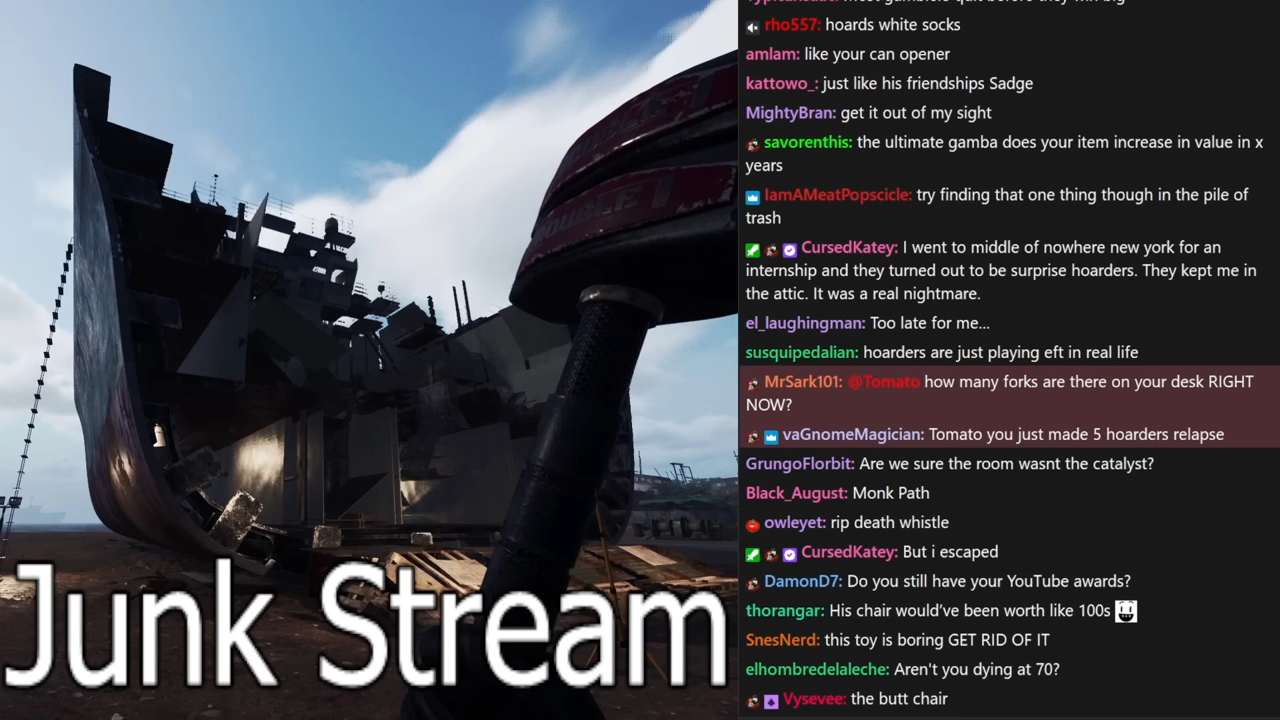 rho557: hoards white socks
amlam: like your can opener
kattowo_: just like his friendships Sadge
MightyBran: get it out of my sight
savorenthis: the ultimate gamba does your item increase in value in x
years
IamAMeatPopscicle: try finding that one thing though in the pile of
trash
CursedKatey: I went to middle of nowhere new york for an
internship and they turned out to be surprise hoarders. They kept me in
the attic. It was a real nightmare.
el_laughingman: Too late for me...
susquipedalian: hoarders are just playing eft in real life
MrSark101: @Tomato how many forks are there on your desk RIGHT
NOW?
vaGnomeMagician: Tomato you just made 5 hoarders relapse
GrungoFlorbit: Are we sure the room wasnt the catalyst?
Black_August: Monk Path
owleyet: rip death whistle
CursedKatey: But i escaped
DamonD7: Do you still have your YouTube awards?
thorangar: His chair would've been worth like 100s
SnesNerd: this toy is boring GET RID OF IT
elhombredelaleche: Aren't you dying at 70?
Vysevee: the butt chair
Junk Stream